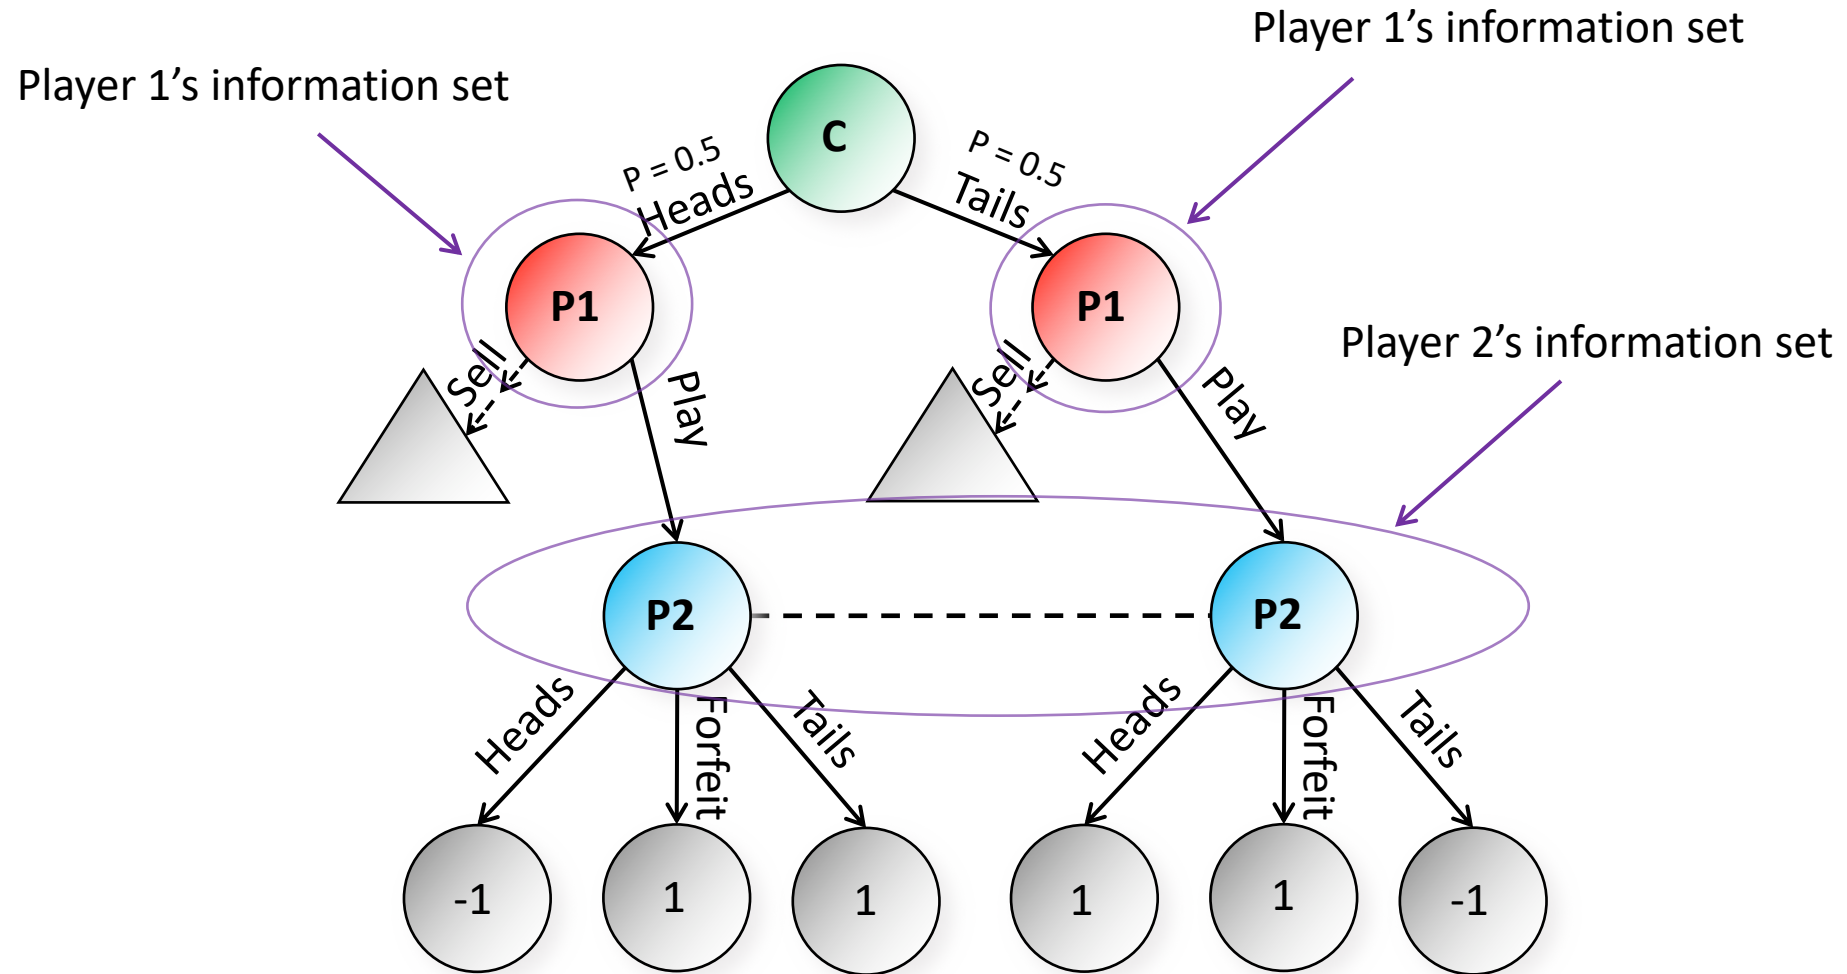 Player 1’s information set
Player 1’s information set
C
P = 0.5
Heads
P = 0.5
Tails
P1
P1
Player 2’s information set
Sell
Play
Sell
Play
P2
P2
Heads
Forfeit
Tails
Heads
Forfeit
Tails
-1
1
1
1
1
-1